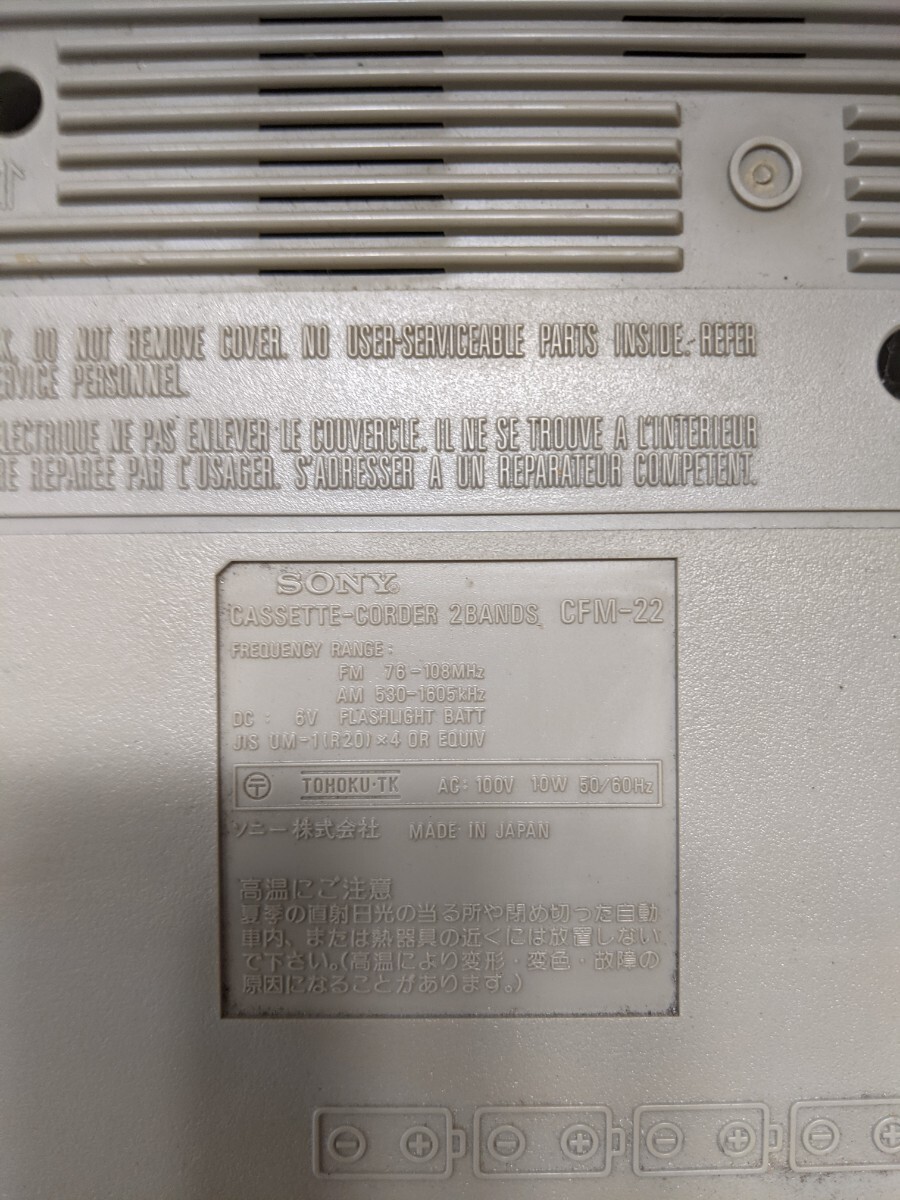 DO NOT REMOVE COVER. NO USER-SERVICEABLE PARTS INSIDE. REFER
SERVICE PERSONNEL.
ELECTRIQUE NE PAS ENLEVER LE COUVERCLE. IL NE SE TROUVE A L'INTERIEUR
REPAREE PAR L'USAGER. S'ADRESSER A UN REPARATEUR COMPETENT.
SONY®
CASSETTE-CORDER 2BANDS CFM-22
FREQUENCY RANGE:
FM 76-108MHz
AM 530-1605kHz
DC: 6V FLASHLIGHT BATT
JIS UM-1(R20)×4 OR EQUIV
〶 TOHOKU·TK AC:100V 10W 50/60Hz
ソニー株式会社 MADE IN JAPAN
高温にご注意
夏季の直射日光の当る所や閉め切った自動
車内、または熱器具の近くには放置しない
で下さい。(高温により変形・変色・故障の
原因になることがあります。)